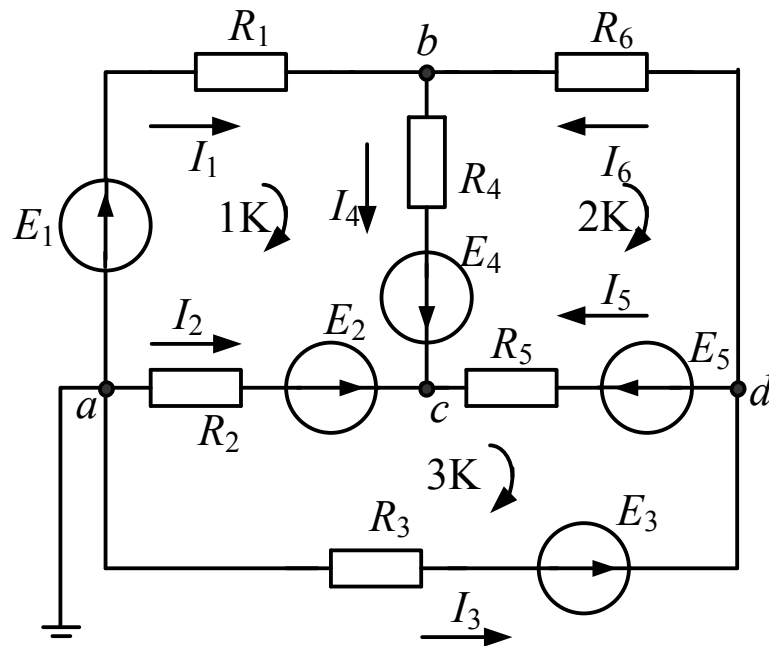 R1 b R6
I1 I6
R4
E1 1K I4 2K
E4
I2 E2 R5 I5 E5
a R2 c d
3K
R3 E3
I3